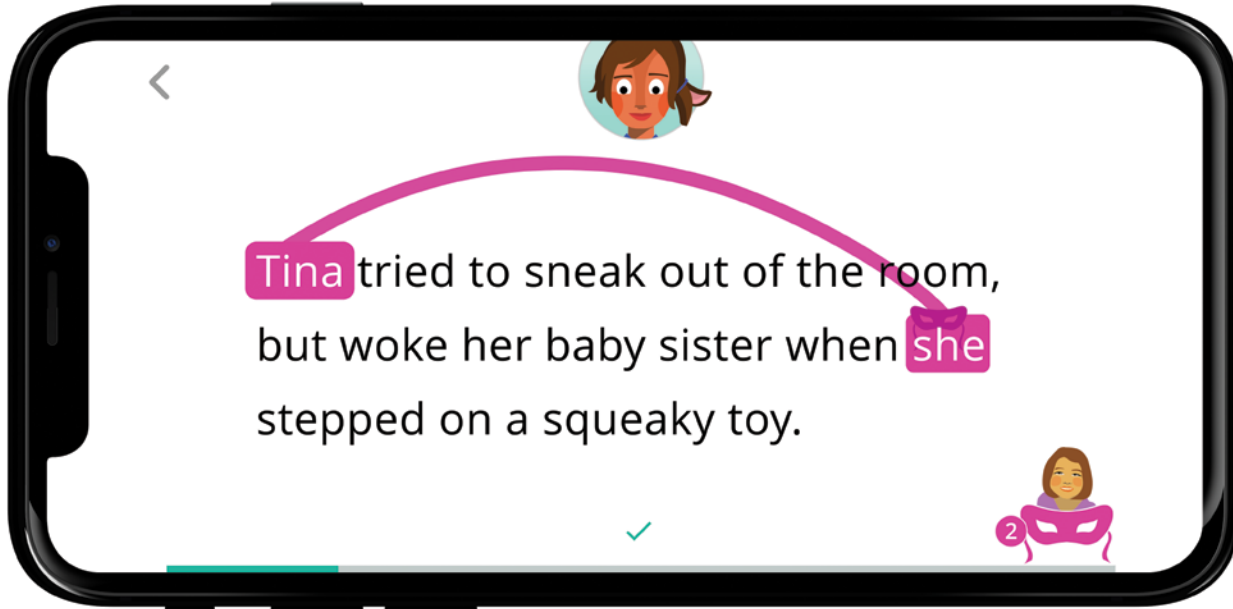 Tina tried to sneak out of the room,
but woke her baby sister when she
stepped on a squeaky toy.
2